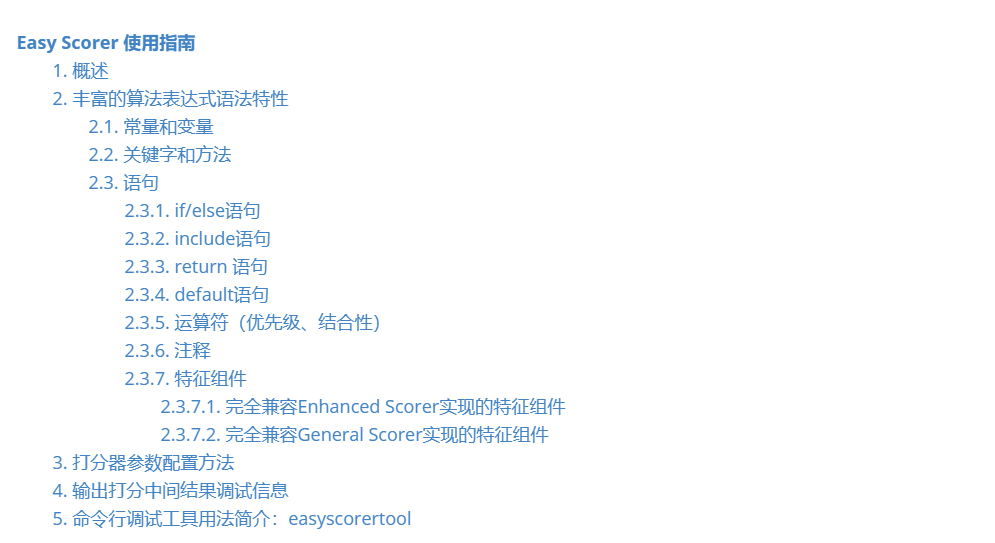 Easy Scorer 使用指南
1. 概述
2. 丰富的算法表达式语法特性
2.1. 常量和变量
2.2. 关键字和方法
2.3. 语句
2.3.1. if/else语句
2.3.2. include语句
2.3.3. return 语句
2.3.4. default语句
2.3.5. 运算符（优先级、结合性）
2.3.6. 注释
2.3.7. 特征组件
2.3.7.1. 完全兼容Enhanced Scorer实现的特征组件
2.3.7.2. 完全兼容General Scorer实现的特征组件
3. 打分器参数配置方法
4. 输出打分中间结果调试信息
5. 命令行调试工具用法简介：easyscorertool